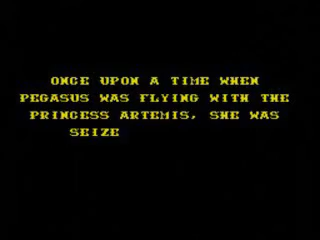 ONCE UPON A TIME WHEN
PEGASUS WAS FLYING WITH THE
PRINCESS ARTEMIS, SHE WAS
SEIZE